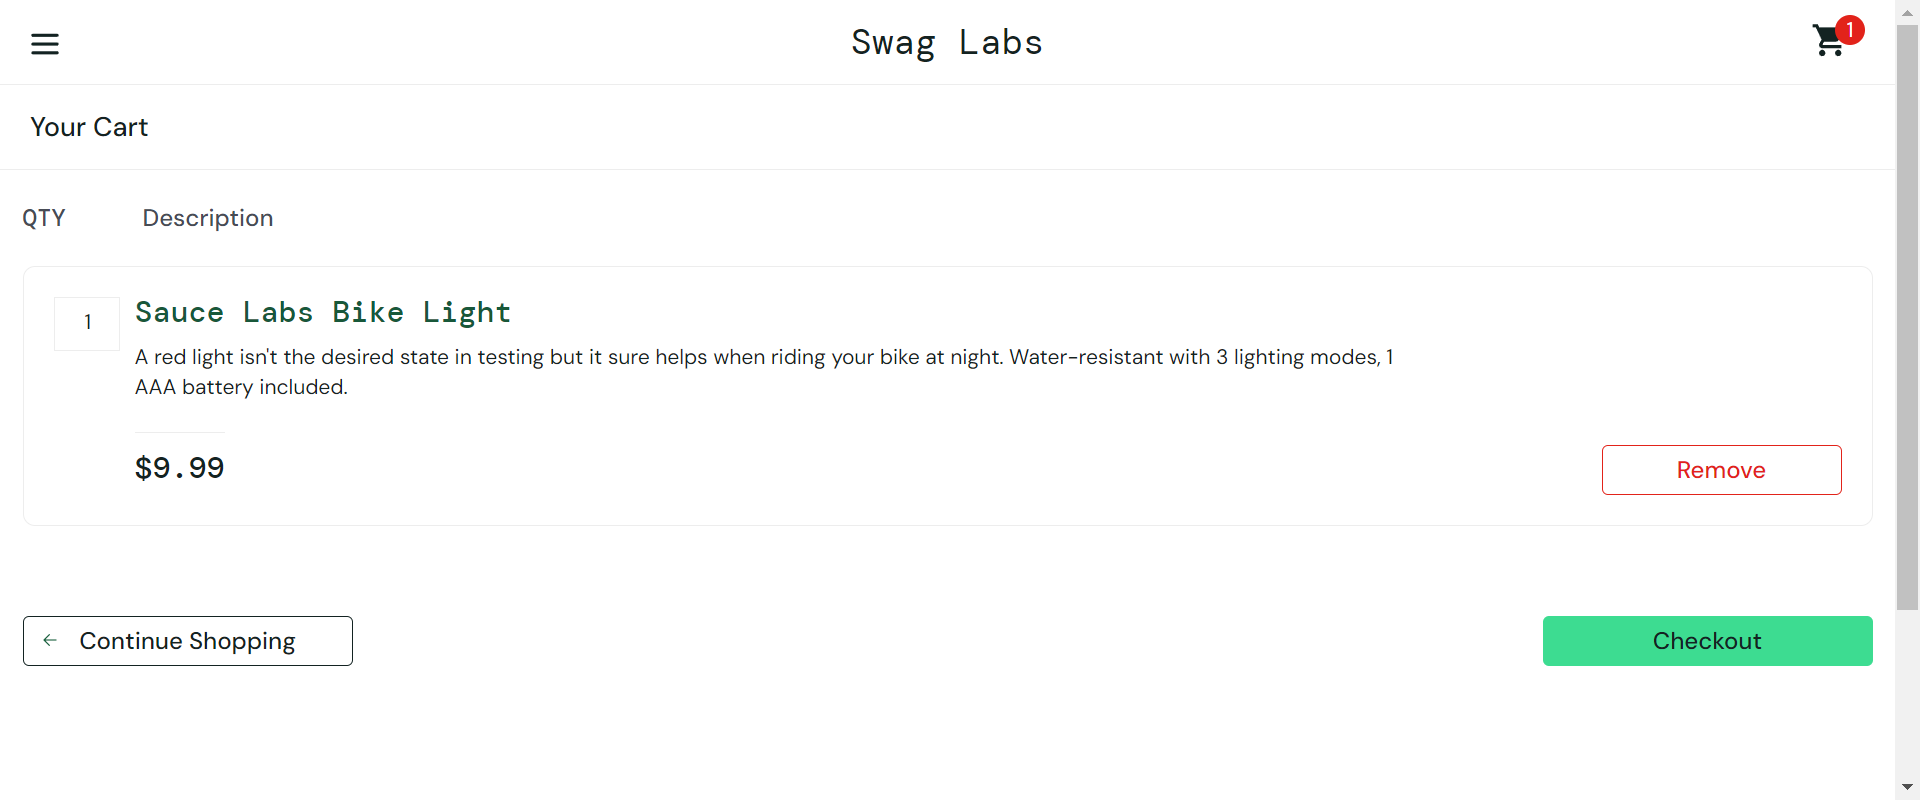 Swag Labs
1
Your Cart
QTY
Description
1
Sauce Labs Bike Light
A red light isn't the desired state in testing but it sure helps when riding your bike at night. Water-resistant with 3 lighting modes, 1
AAA battery included.
$9.99
Remove
Continue Shopping
Checkout